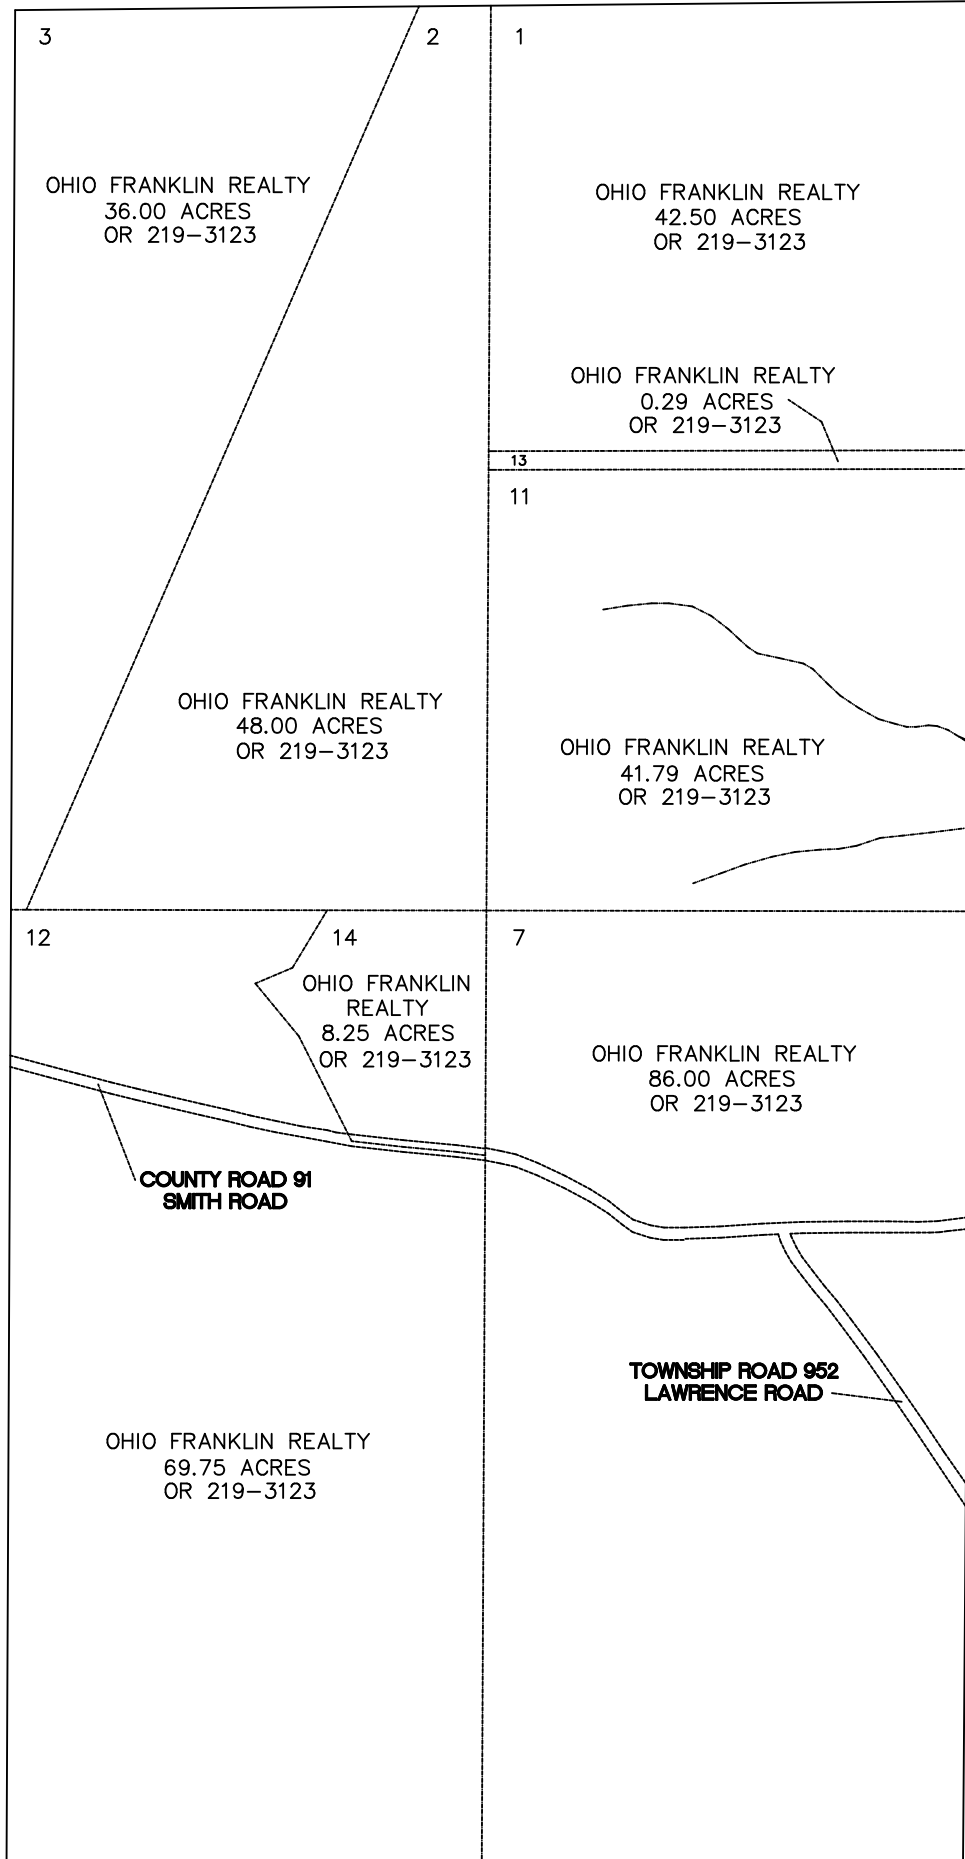 3
2
1
OHIO FRANKLIN REALTY
36.00 ACRES
OR 219-3123
OHIO FRANKLIN REALTY
42.50 ACRES
OR 219-3123
OHIO FRANKLIN REALTY
0.29 ACRES
OR 219-3123
13
11
OHIO FRANKLIN REALTY
48.00 ACRES
OR 219-3123
OHIO FRANKLIN REALTY
41.79 ACRES
OR 219-3123
12
14
7
OHIO FRANKLIN
REALTY
8.25 ACRES
OR 219-3123
OHIO FRANKLIN REALTY
86.00 ACRES
OR 219-3123
COUNTY ROAD 91
SMITH ROAD
TOWNSHIP ROAD 952
LAWRENCE ROAD
OHIO FRANKLIN REALTY
69.75 ACRES
OR 219-3123